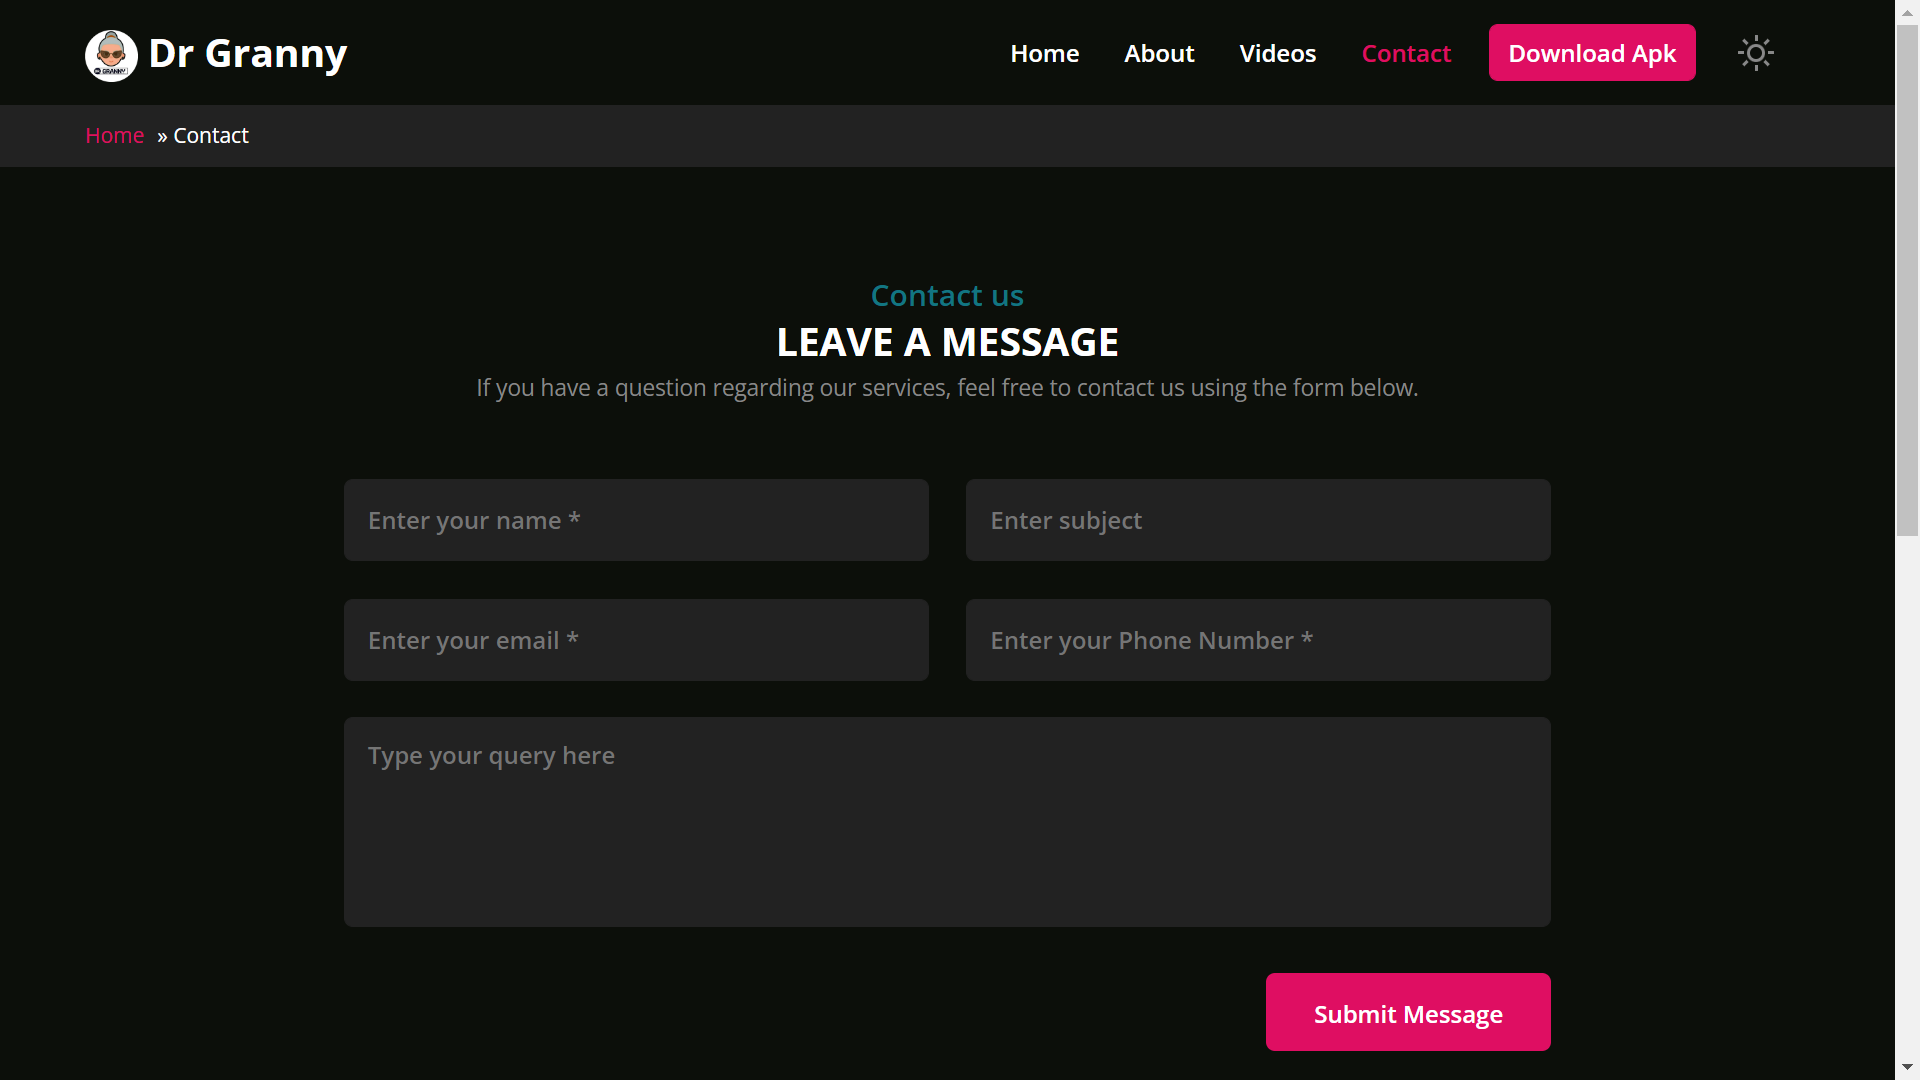 Dr Granny
Home
About
Videos
Contact
Download Apk
Home » Contact
Contact us
LEAVE A MESSAGE
If you have a question regarding our services, feel free to contact us using the form below.
Enter your name *
Enter subject
Enter your email *
Enter your Phone Number *
Type your query here
Submit Message